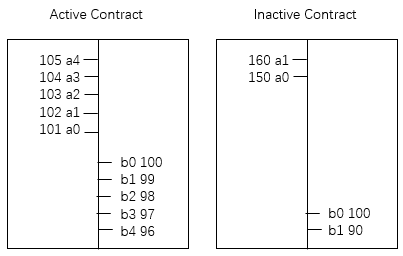 Active Contract
105 a4
104 a3
103 a2
102 a1
101 a0
b0 100
b1 99
b2 98
b3 97
b4 96
Inactive Contract
160 a1
150 a0
b0 100
b1 90